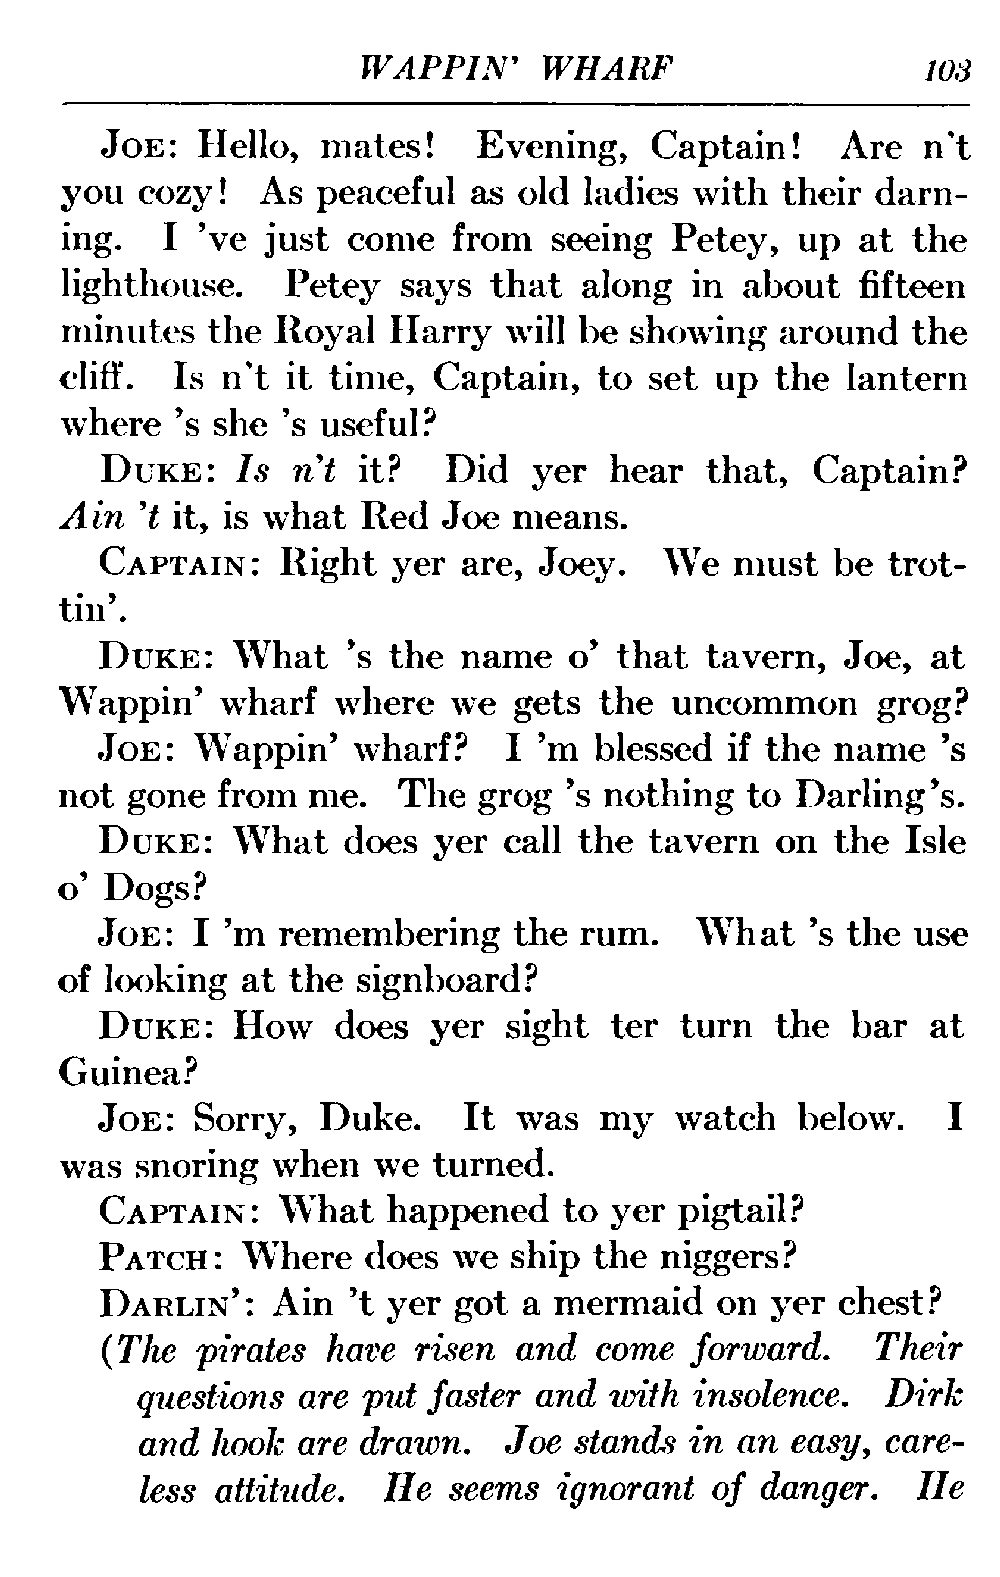 WAPPIN' WHARF 103
JOE: Hello, mates! Evening, Captain! Are n't
you cozy! As peaceful as old ladies with their darn-
ing. I 've just come from seeing Petey, up at the
lighthouse. Petey says that along in about fifteen
minutes the Royal Harry will be showing around the
cliff. Is n't it time, Captain, to set up the lantern
where 's she 's useful?
DUKE: Is n't it? Did yer hear that, Captain?
Ain 't it, is what Red Joe means.
CAPTAIN: Right yer are, Joey. We must be trot-
tin'.
DUKE: What 's the name o' that tavern, Joe, at
Wappin' wharf where we gets the uncommon grog?
JOE: Wappin' wharf? I 'm blessed if the name 's
not gone from me. The grog 's nothing to Darling's.
DUKE: What does yer call the tavern on the Isle
o' Dogs?
JOE: I 'm remembering the rum. What 's the use
of looking at the signboard?
DUKE: How does yer sight ter turn the bar at
Guinea?
JOE: Sorry, Duke. It was my watch below. I
was snoring when we turned.
CAPTAIN: What happened to yer pigtail?
PATCH: Where does we ship the niggers?
DARLIN': Ain 't yer got a mermaid on yer chest?
(The pirates have risen and come forward. Their
questions are put faster and with insolence. Dirk
and hook are drawn. Joe stands in an easy, care-
less attitude. He seems ignorant of danger. He